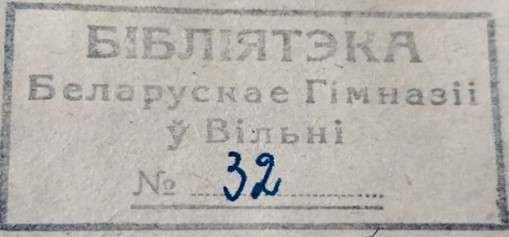 БІБЛІЯТЭКА
Беларускае Гімназіі
ў Вільні
№ 32